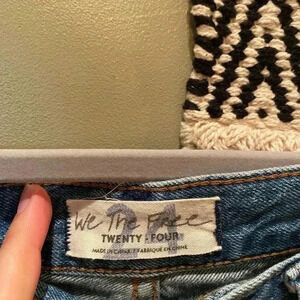 We The Free
TWENTY - FOUR
MADE IN CHINA / FABRIQUÉ EN CHINE